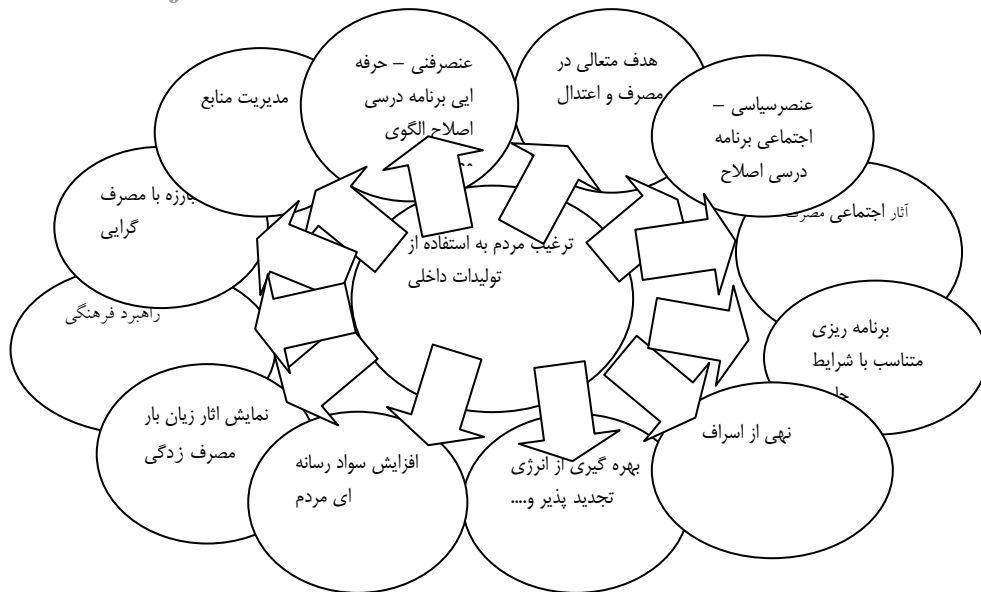 هدف متعالی در
مصرف و اعتدال
عنصرسیاسی –
اجتماعی برنامه
درسی اصلاح
آثار اجتماعی مصرف
برنامه ریزی
متناسب با شرایط
نهی از اسراف
بهره گیری از انرژی
تجدید پذیر و....
افزایش سواد رسانه
ای مردم
نمایش اثار زیان بار
مصرف زدگی
راهبرد فرهنگی
بارزه با مصرف
گرایی
مدیریت منابع
عنصرفنی – حرفه
ایی برنامه درسی
اصلاح الگوی
ترغیب مردم به استفاده از
تولیدات داخلی